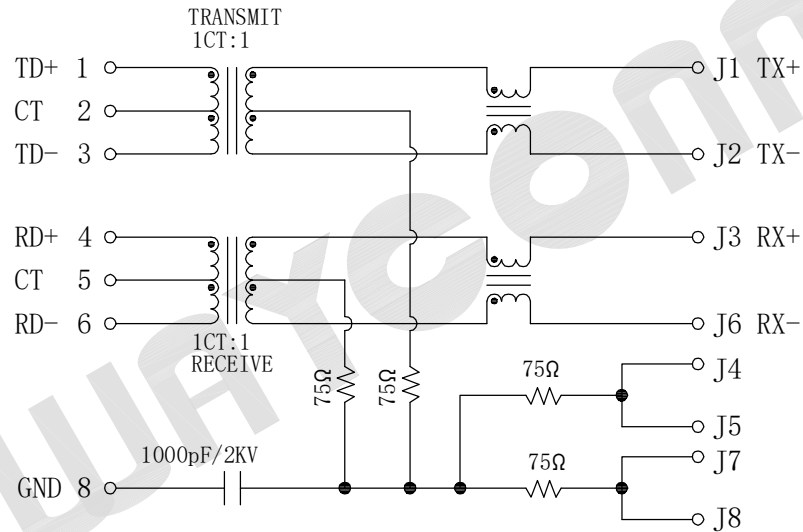 TRANSMIT
1CT:1
TD+ 1
J1 TX+
CT 2
TD- 3
J2 TX-
RD+ 4
J3 RX+
CT 5
RD- 6
J6 RX-
1CT:1
RECEIVE
75Ω
75Ω
75Ω
J4
J5
1000pF/2KV
75Ω
J7
GND 8
J8
WAYCONN